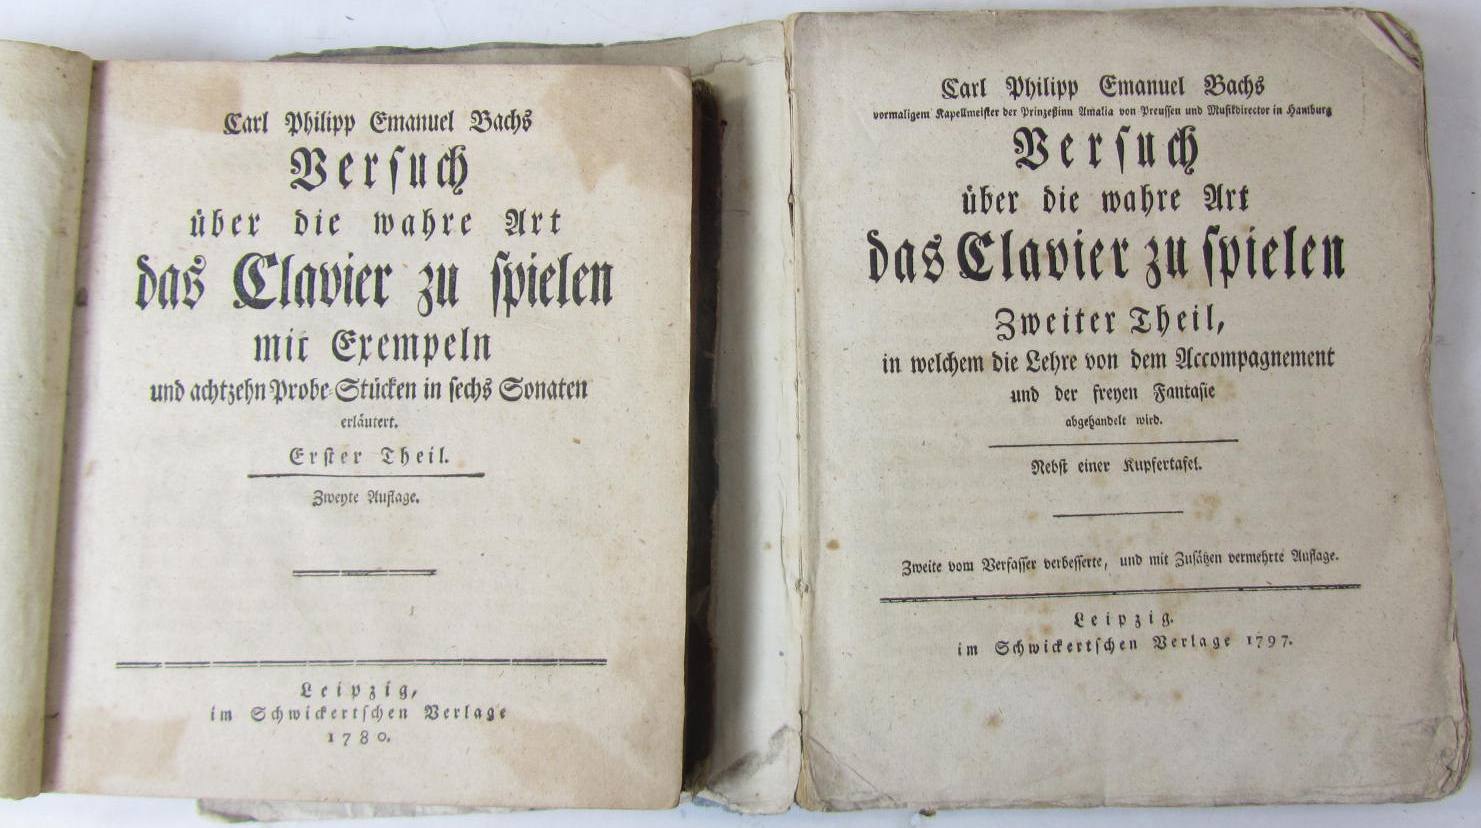 Carl Philipp Emanuel Bachs
Versuch
über die wahre Art
das Clavier zu spielen
mit Exempeln
und achtzehn Probe-Stücken in sechs Sonaten
erläutert.
Erster Theil.
Zweyte Auflage.
Leipzig,
im Schwickertschen Verlage
1780.
Carl Philipp Emanuel Bachs
vormaligem Kapellmeister der Prinzeßinn Amalia von Preussen und Musikdirector in Hamburg
Versuch
über die wahre Art
das Clavier zu spielen
Zweiter Theil,
in welchem die Lehre von dem Accompagnement
und der freyen Fantasie
abgehandelt wird.
Nebst einer Kupfertafel.
Zweite vom Verfasser verbesserte, und mit Zusätzen vermehrte Auflage.
Leipzig.
im Schwickertschen Verlage 1797.